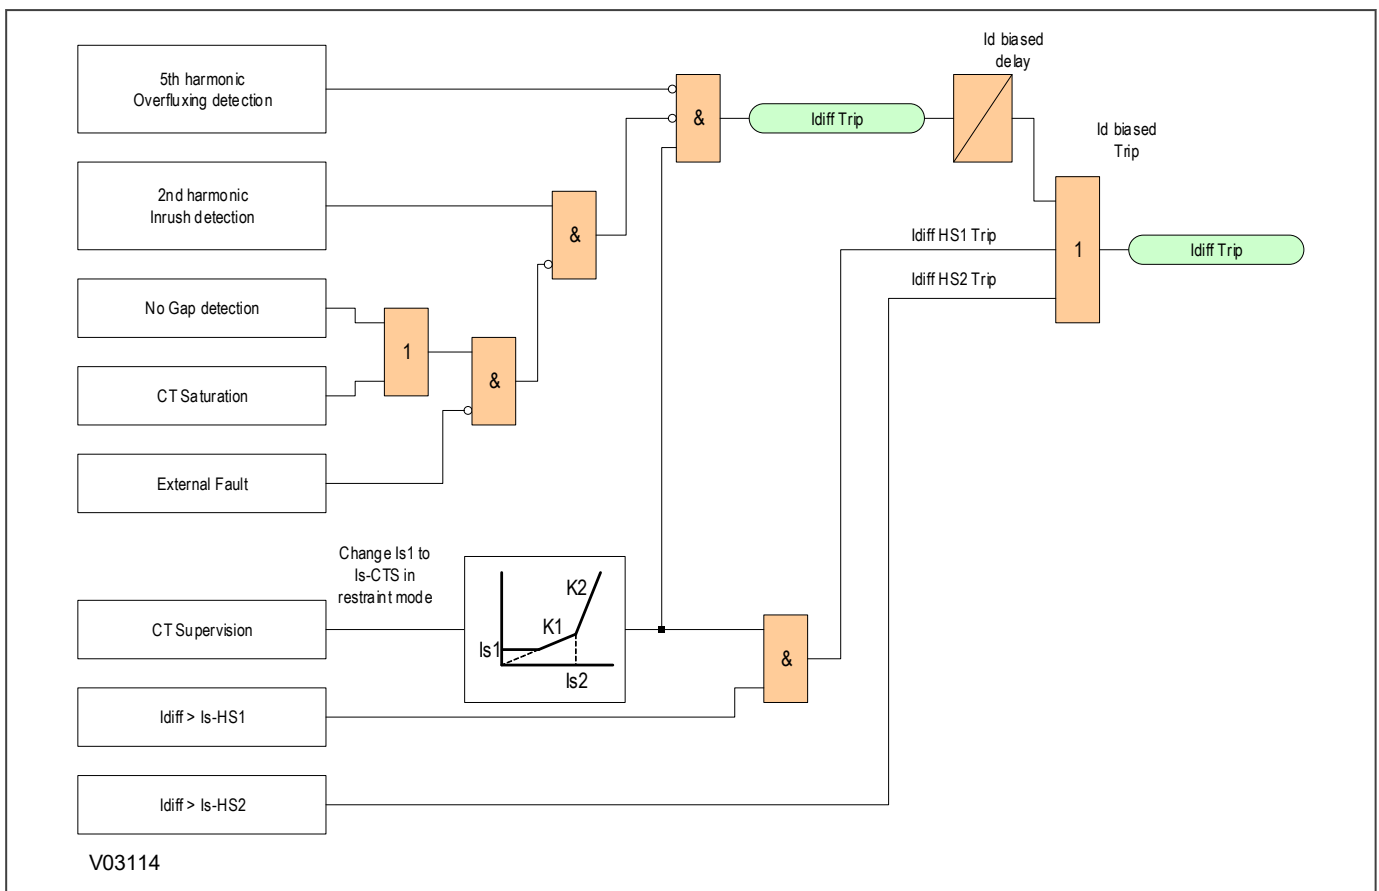 5th harmonic
Overfluxing detection
2nd harmonic
Inrush detection
No Gap detection
CT Saturation
External Fault
CT Supervision
Idiff > Is-HS1
Idiff > Is-HS2
V03114
1
&
&
Change Is1 to
Is-CTS in
restraint mode
K2
K1
Is1
Is2
&
Idiff Trip
Id biased
delay
Id biased
Trip
Idiff HS1 Trip
Idiff HS2 Trip
&
1
Idiff Trip